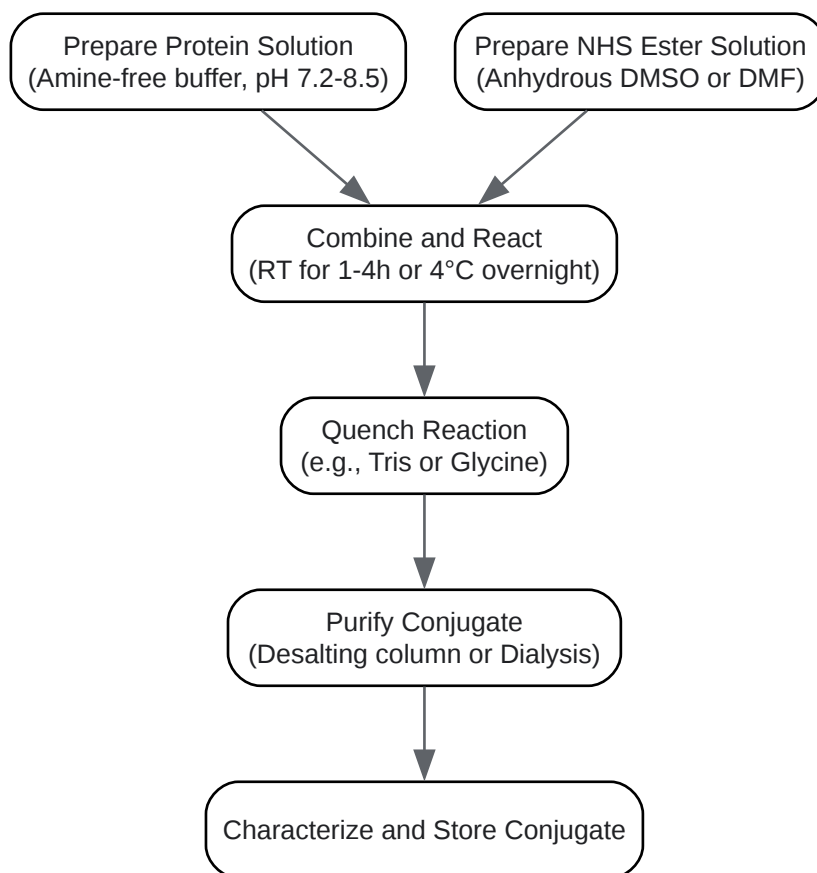 Prepare Protein Solution
(Amine-free buffer, pH 7.2-8.5)
Prepare NHS Ester Solution
(Anhydrous DMSO or DMF)
Combine and React
(RT for 1-4h or 4°C overnight)
Quench Reaction
(e.g., Tris or Glycine)
Purify Conjugate
(Desalting column or Dialysis)
Characterize and Store Conjugate